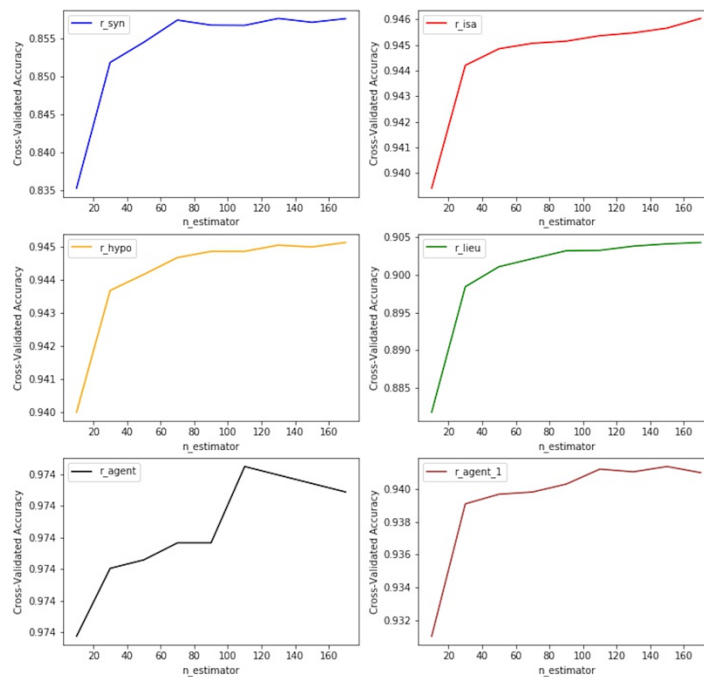 r_syn
0.855
0.850
0.845
0.840
0.835
Cross-Validated Accuracy
20 40 60 80 100 120 140 160
n_estimator
r_isa
0.946
0.945
0.944
0.943
0.942
0.941
0.940
Cross-Validated Accuracy
20 40 60 80 100 120 140 160
n_estimator
r_hypo
0.945
0.944
0.943
0.942
0.941
0.940
Cross-Validated Accuracy
20 40 60 80 100 120 140 160
n_estimator
r_lieu
0.905
0.900
0.895
0.890
0.885
Cross-Validated Accuracy
20 40 60 80 100 120 140 160
n_estimator
r_agent
0.974
0.974
0.974
0.974
0.974
0.974
Cross-Validated Accuracy
20 40 60 80 100 120 140 160
n_estimator
r_agent_1
0.940
0.938
0.936
0.934
0.932
Cross-Validated Accuracy
20 40 60 80 100 120 140 160
n_estimator